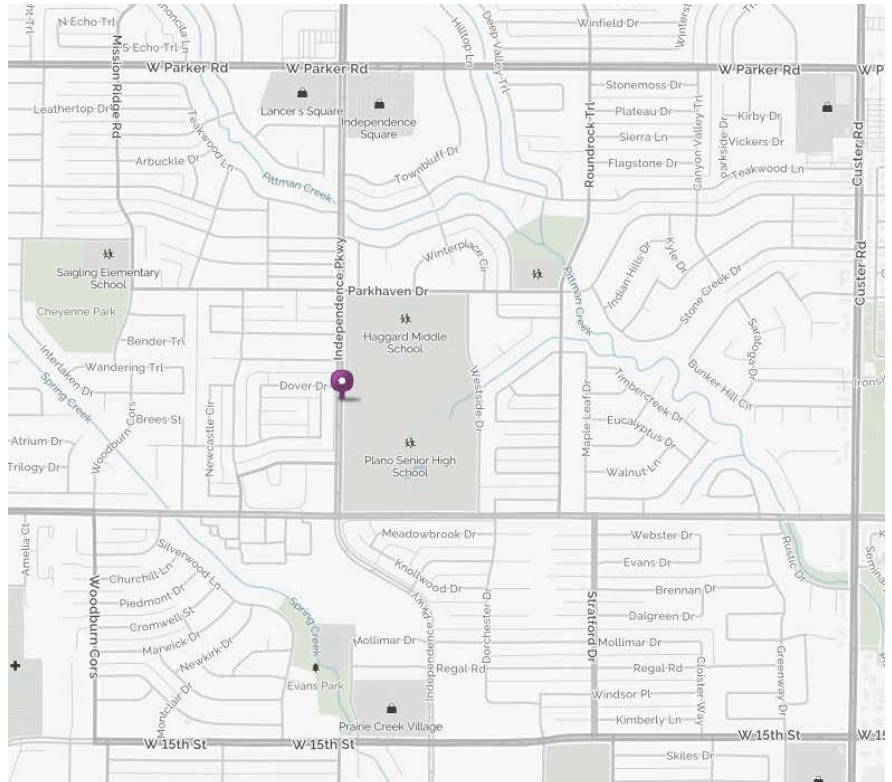 N Echo Trl
S Echo Trl
Mission Ridge Rd
Hilltop Ln
Deep Valley Trl
Winfield Dr
W Parker Rd
W Parker Rd
W Parker Rd
Lancer's Square
Independence
Square
Leathertop Dr
Teakwood Ln
Arbuckle Dr
Pittman Creek
Townbluff Dr
Roundrock Trl
Stonemoss Dr
Plateau Dr
Sierra Ln
Flagstone Dr
Canyon Valley Trl
Parkside Dr
Kirby Dr
Vickers Dr
Teakwood Ln
Custer Rd
Saigling Elementary
School
Cheyenne Park
Independence Pkwy
Winterplace Cir
Parkhaven Dr
Pittman Creek
Indian Hills Dr
Kyle Dr
Stone Creek Dr
Custer Rd
Haggard Middle
School
Bender Trl
Interlaken Dr
Wandering Trl
Spring Creek
Dover Dr
Westside Dr
Saratoga Dr
Bunker Hill Cir
Timbercreek Dr
Brees St
Newcastle Cir
Woodburn Cors
Atrium Dr
Trilogy Dr
Plano Senior High
School
Maple Leaf Dr
Eucalyptus Dr
Walnut Ln
Amelia Ct
Meadowbrook Dr
Webster Dr
Rustic Dr
Silverwood Ln
Churchill Ln
Piedmont Dr
Cromwell St
Marwick Dr
Newkirk Dr
Montclair Dr
Woodburn Cors
Knollwood Dr
Evans Dr
Brennan Dr
Dalgreen Dr
Stratford Dr
Spring Creek
Dorchester Dr
Mollimar Dr
Mollimar Dr
Independence Pkwy
Regal Rd
Regal Rd
Evans Park
Windsor Pl
Cloister Way
Greenway Dr
Prairie Creek Village
Kimberly Ln
W 15th St
W 15th St
W 15th St
Skiles Dr